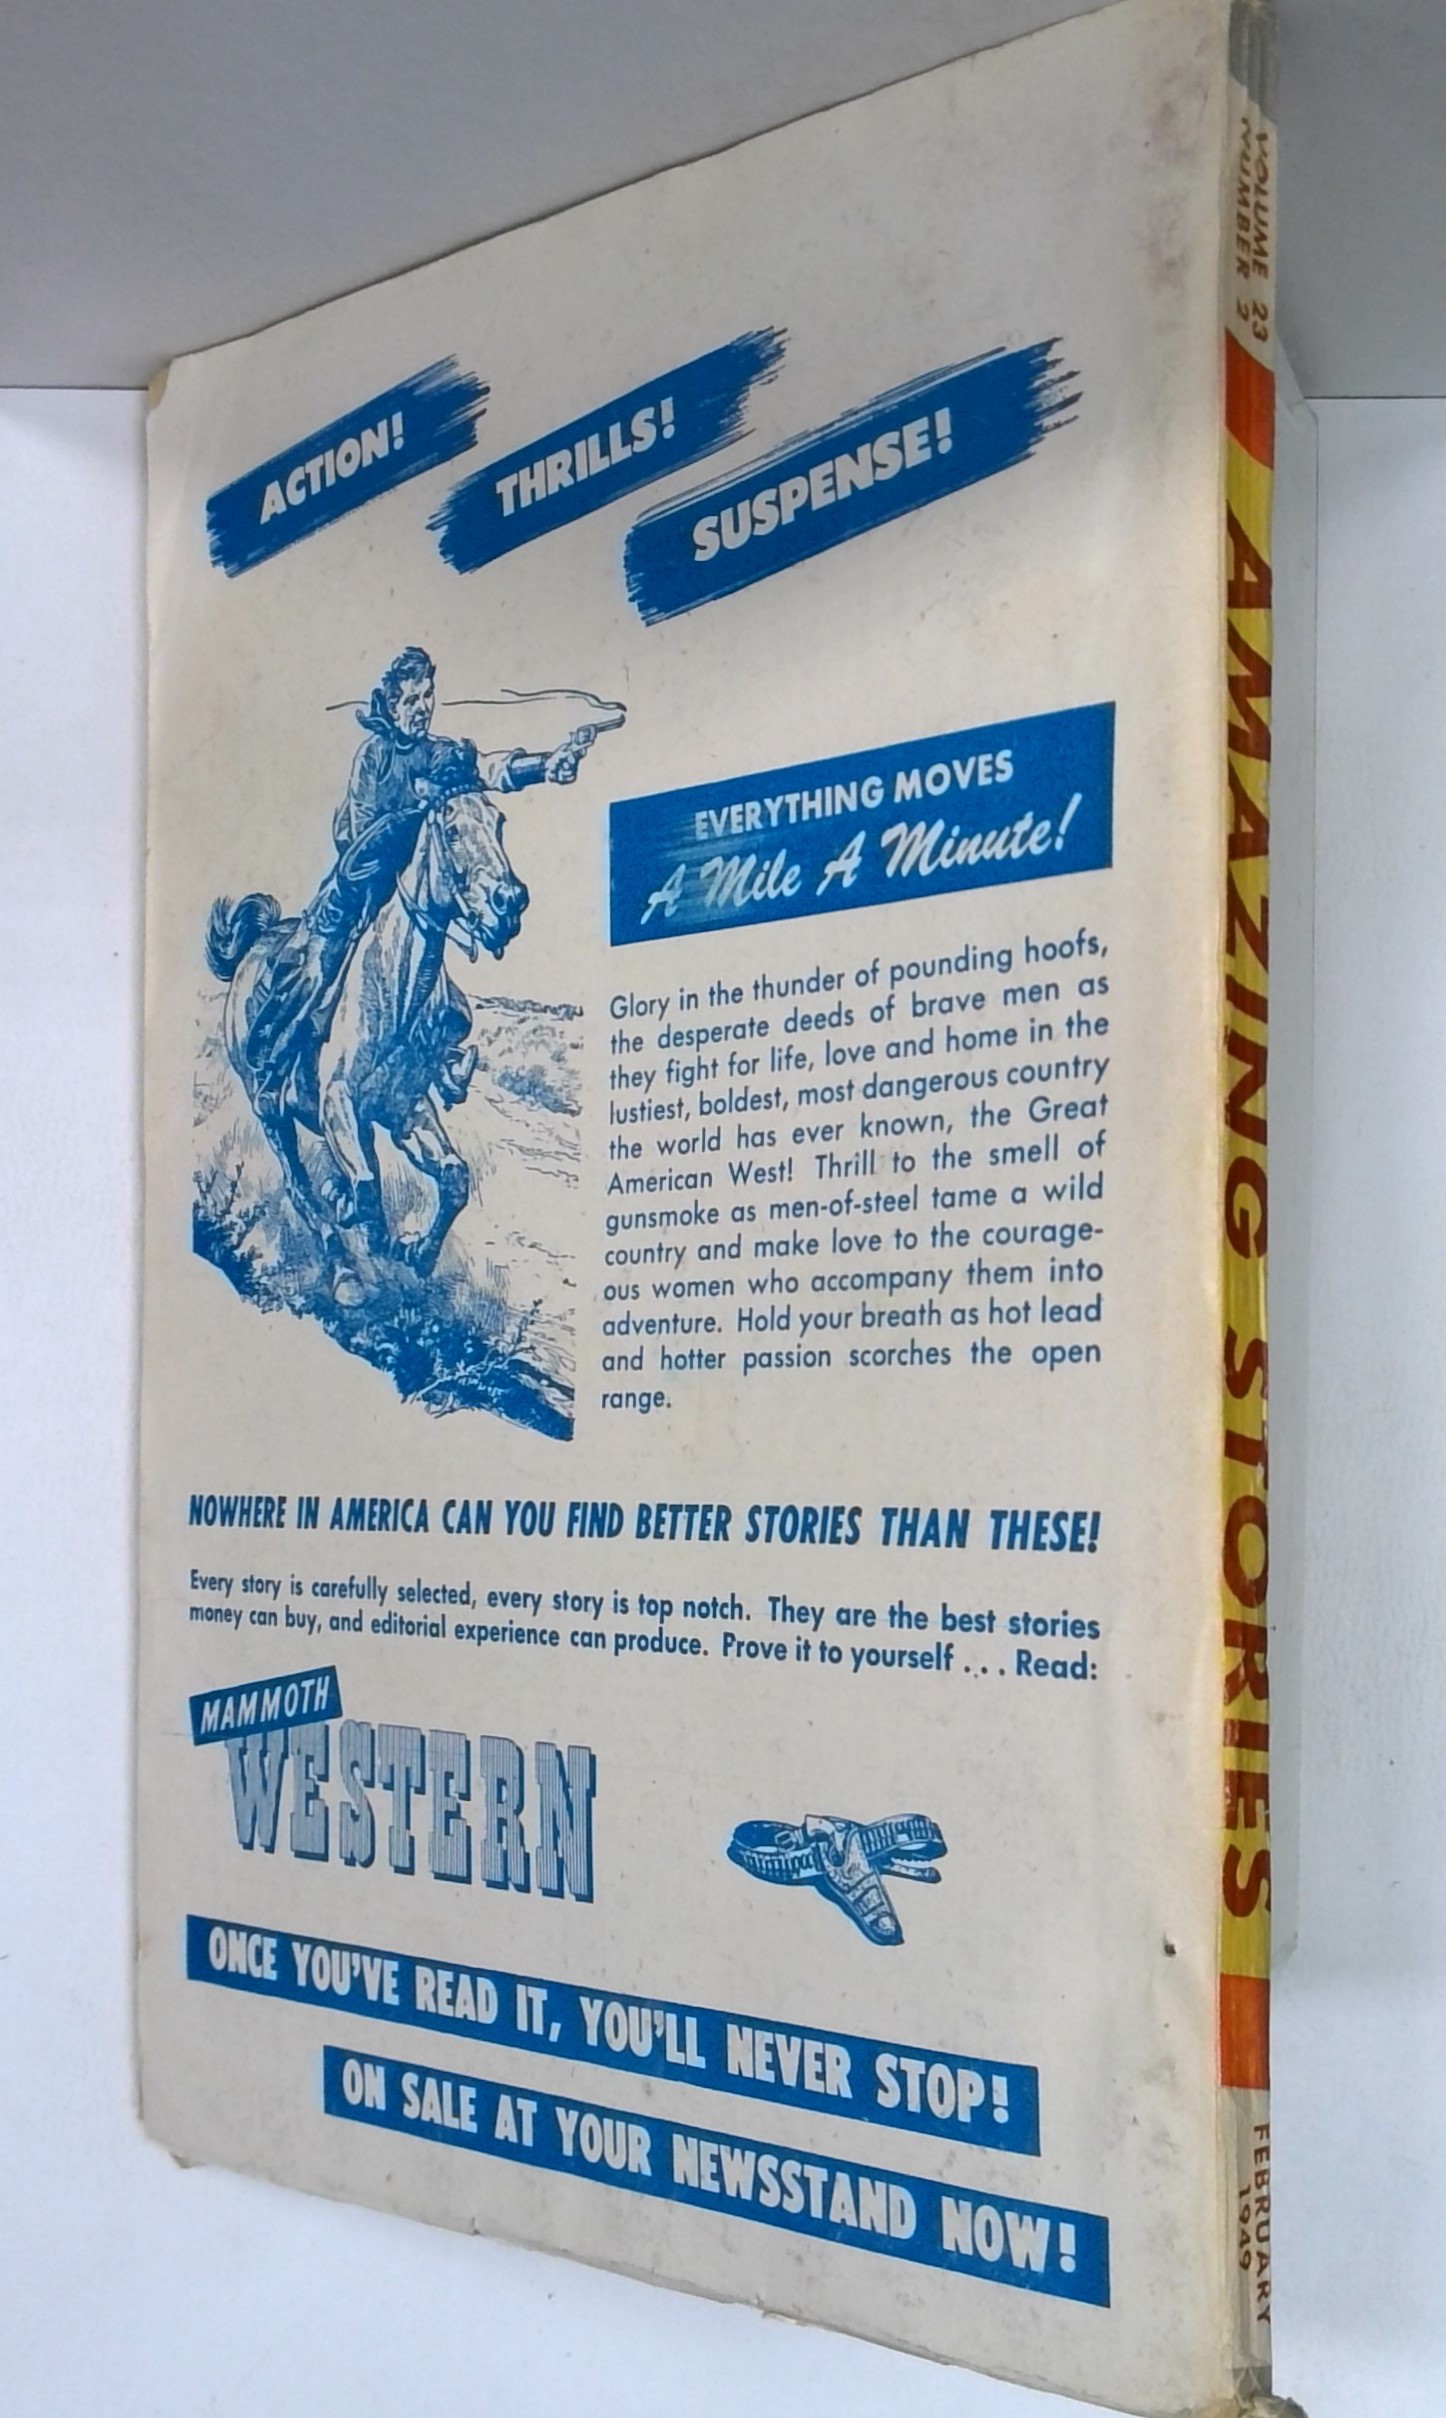 ACTION!
THRILLS!
SUSPENSE!
EVERYTHING MOVES
A Mile A Minute!
Glory in the thunder of pounding hoofs,
the desperate deeds of brave men as
they fight for life, love and home in the
lustiest, boldest, most dangerous country
the world has ever known, the Great
American West! Thrill to the smell of
gunsmoke as men-of-steel tame a wild
country and make love to the courage-
ous women who accompany them into
adventure. Hold your breath as hot lead
and hotter passion scorches the open
range.
NOWHERE IN AMERICA CAN YOU FIND BETTER STORIES THAN THESE!
Every story is carefully selected, every story is top notch. They are the best stories
money can buy, and editorial experience can produce. Prove it to yourself . . . Read:
MAMMOTH
WESTERN
ONCE YOU'VE READ IT, YOU'LL NEVER STOP!
ON SALE AT YOUR NEWSSTAND NOW!
VOLUME 23
NUMBER 2
AMAZING STORIES
FEBRUARY
1949